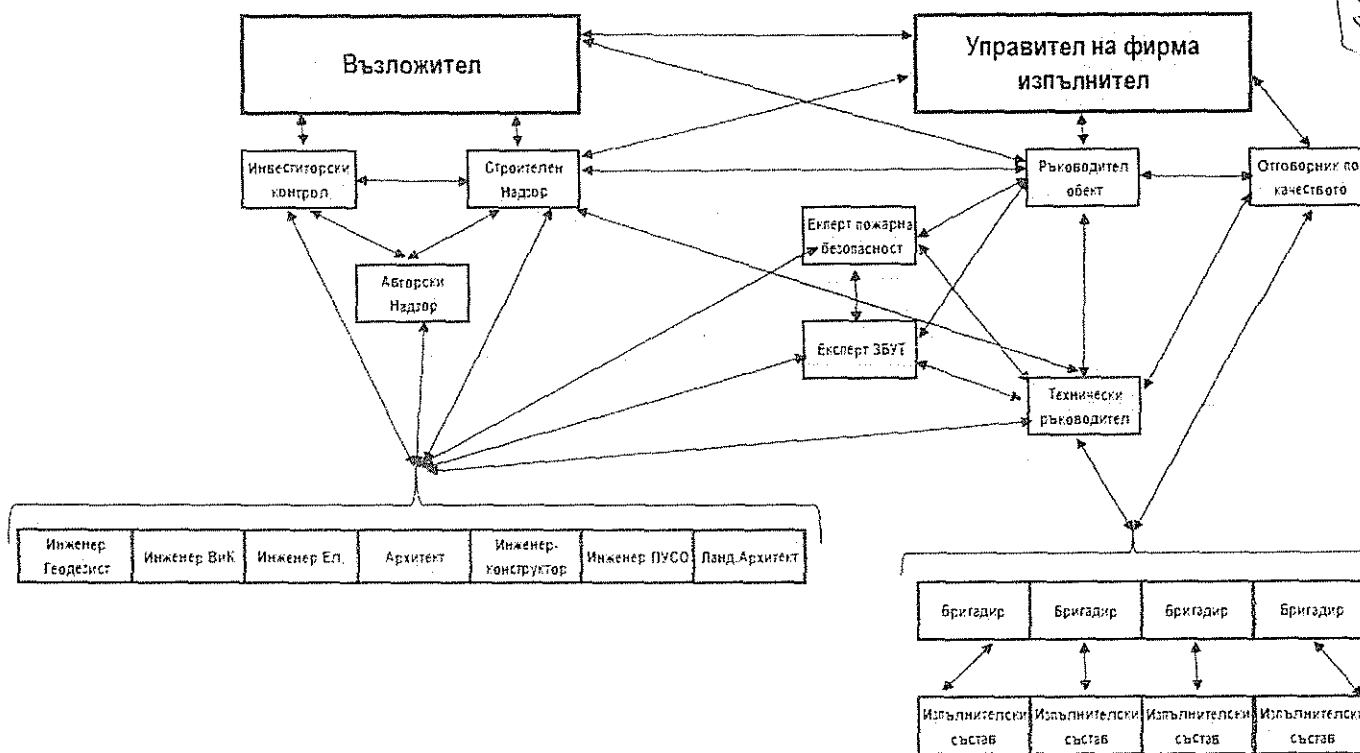 Възложител
Управител на фирма
изпълнител
Инвеститорски
контрол
Строителен
Надзор
Ръководител
обект
Отговорник по
качеството
Екперт пожарна
безопасност
Авторски
Надзор
Експерт ЗБУТ
Технически
ръководител
Инженер
Геодезист
Инженер ВиК
Инженер Ел.
Архитект
Инженер-
конструктор
Инженер ПУСО
Ланд.Архитект
Бригадир
Бригадир
Бригадир
Бригадир
Изпълнителски
състав
Изпълнителски
състав
Изпълнителски
състав
Изпълнителски
състав